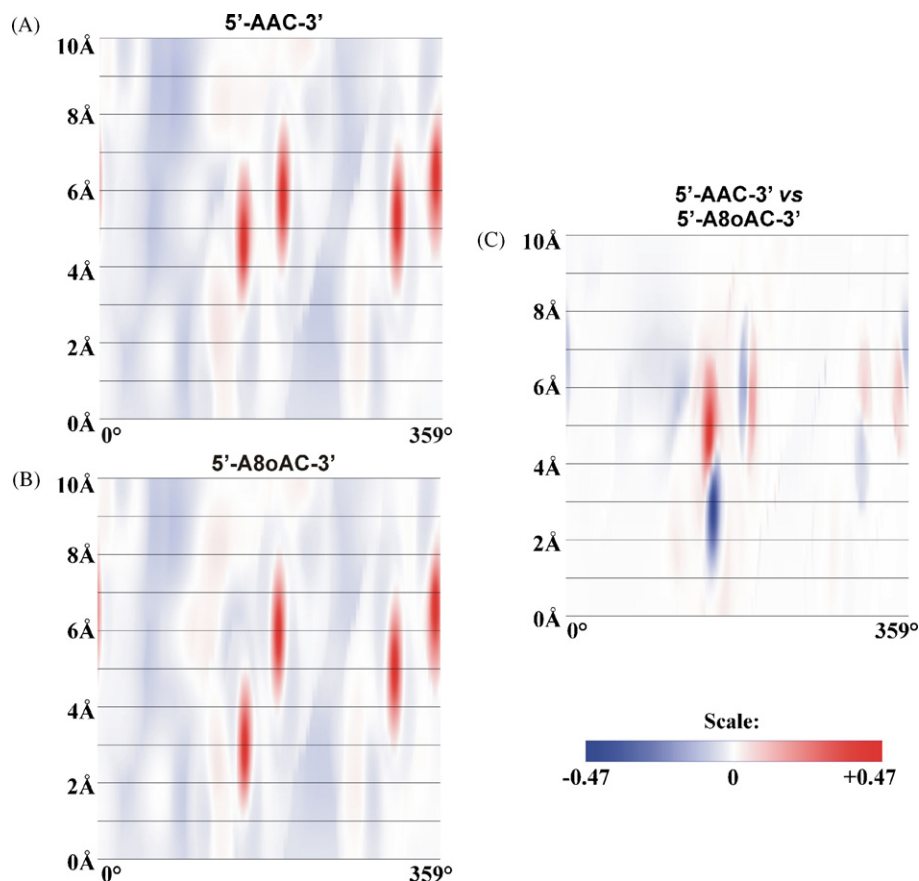 (A)
5’-AAC-3’
10Å
8Å
6Å
4Å
2Å
0Å
0° 359°
(B)
5’-A8oAC-3’
10Å
8Å
6Å
4Å
2Å
0Å
0° 359°
(C)
5’-AAC-3’ vs
5’-A8oAC-3’
10Å
8Å
6Å
4Å
2Å
0Å
0° 359°
Scale:
-0.47 0 +0.47